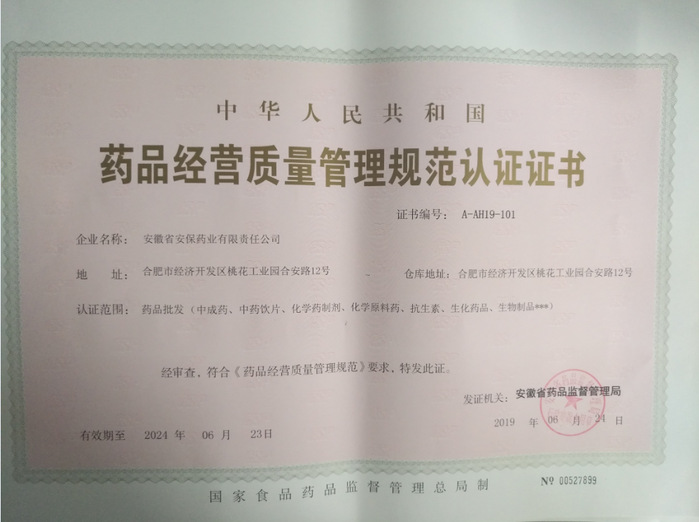 中华人民共和国
药品经营质量管理规范认证证书
证书编号： A-AH19-101
企业名称： 安徽省安保药业有限责任公司
地 址： 合肥市经济开发区桃花工业园合安路12号 仓库地址：合肥市经济开发区桃花工业园合安路12号
认证范围： 药品批发（中成药、中药饮片、化学药制剂、化学原料药、抗生素、生化药品、生物制品***）
经审查，符合《药品经营质量管理规范》要求，特发此证。
发证机关： 安徽省药品监督管理局
有效期至 2024 年 06 月 23日 2019 年 06 月 24 日
国家食品药品监督管理总局制
№ 00527899